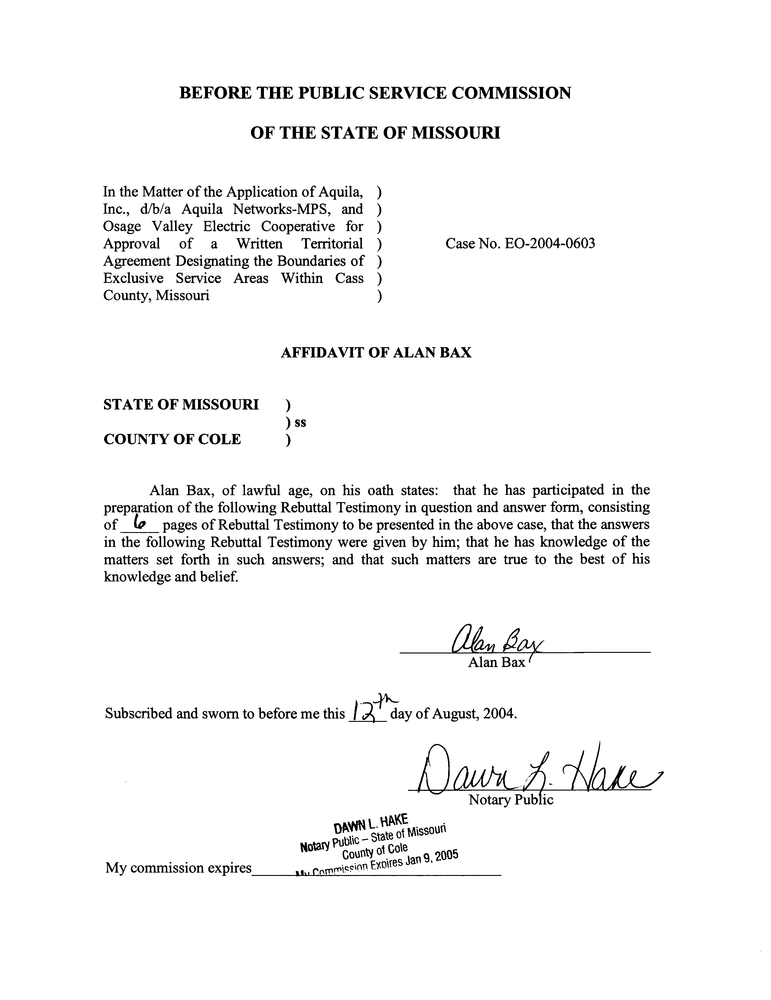 BEFORE THE PUBLIC SERVICE COMMISSION
OF THE STATE OF MISSOURI
In the Matter of the Application of Aquila, )
Inc., d/b/a Aquila Networks-MPS, and )
Osage Valley Electric Cooperative for )
Approval of a Written Territorial ) Case No. EO-2004-0603
Agreement Designating the Boundaries of )
Exclusive Service Areas Within Cass )
County, Missouri )
AFFIDAVIT OF ALAN BAX
STATE OF MISSOURI )
) ss
COUNTY OF COLE )
Alan Bax, of lawful age, on his oath states: that he has participated in the
preparation of the following Rebuttal Testimony in question and answer form, consisting
of 6 pages of Rebuttal Testimony to be presented in the above case, that the answers
in the following Rebuttal Testimony were given by him; that he has knowledge of the
matters set forth in such answers; and that such matters are true to the best of his
knowledge and belief.
Alan Bax
Alan Bax
Subscribed and sworn to before me this 12th day of August, 2004.
Dawn L. Hake
Notary Public
DAWN L. HAKE
Notary Public – State of Missouri
County of Cole
My Commission Expires Jan 9, 2005
My commission expires